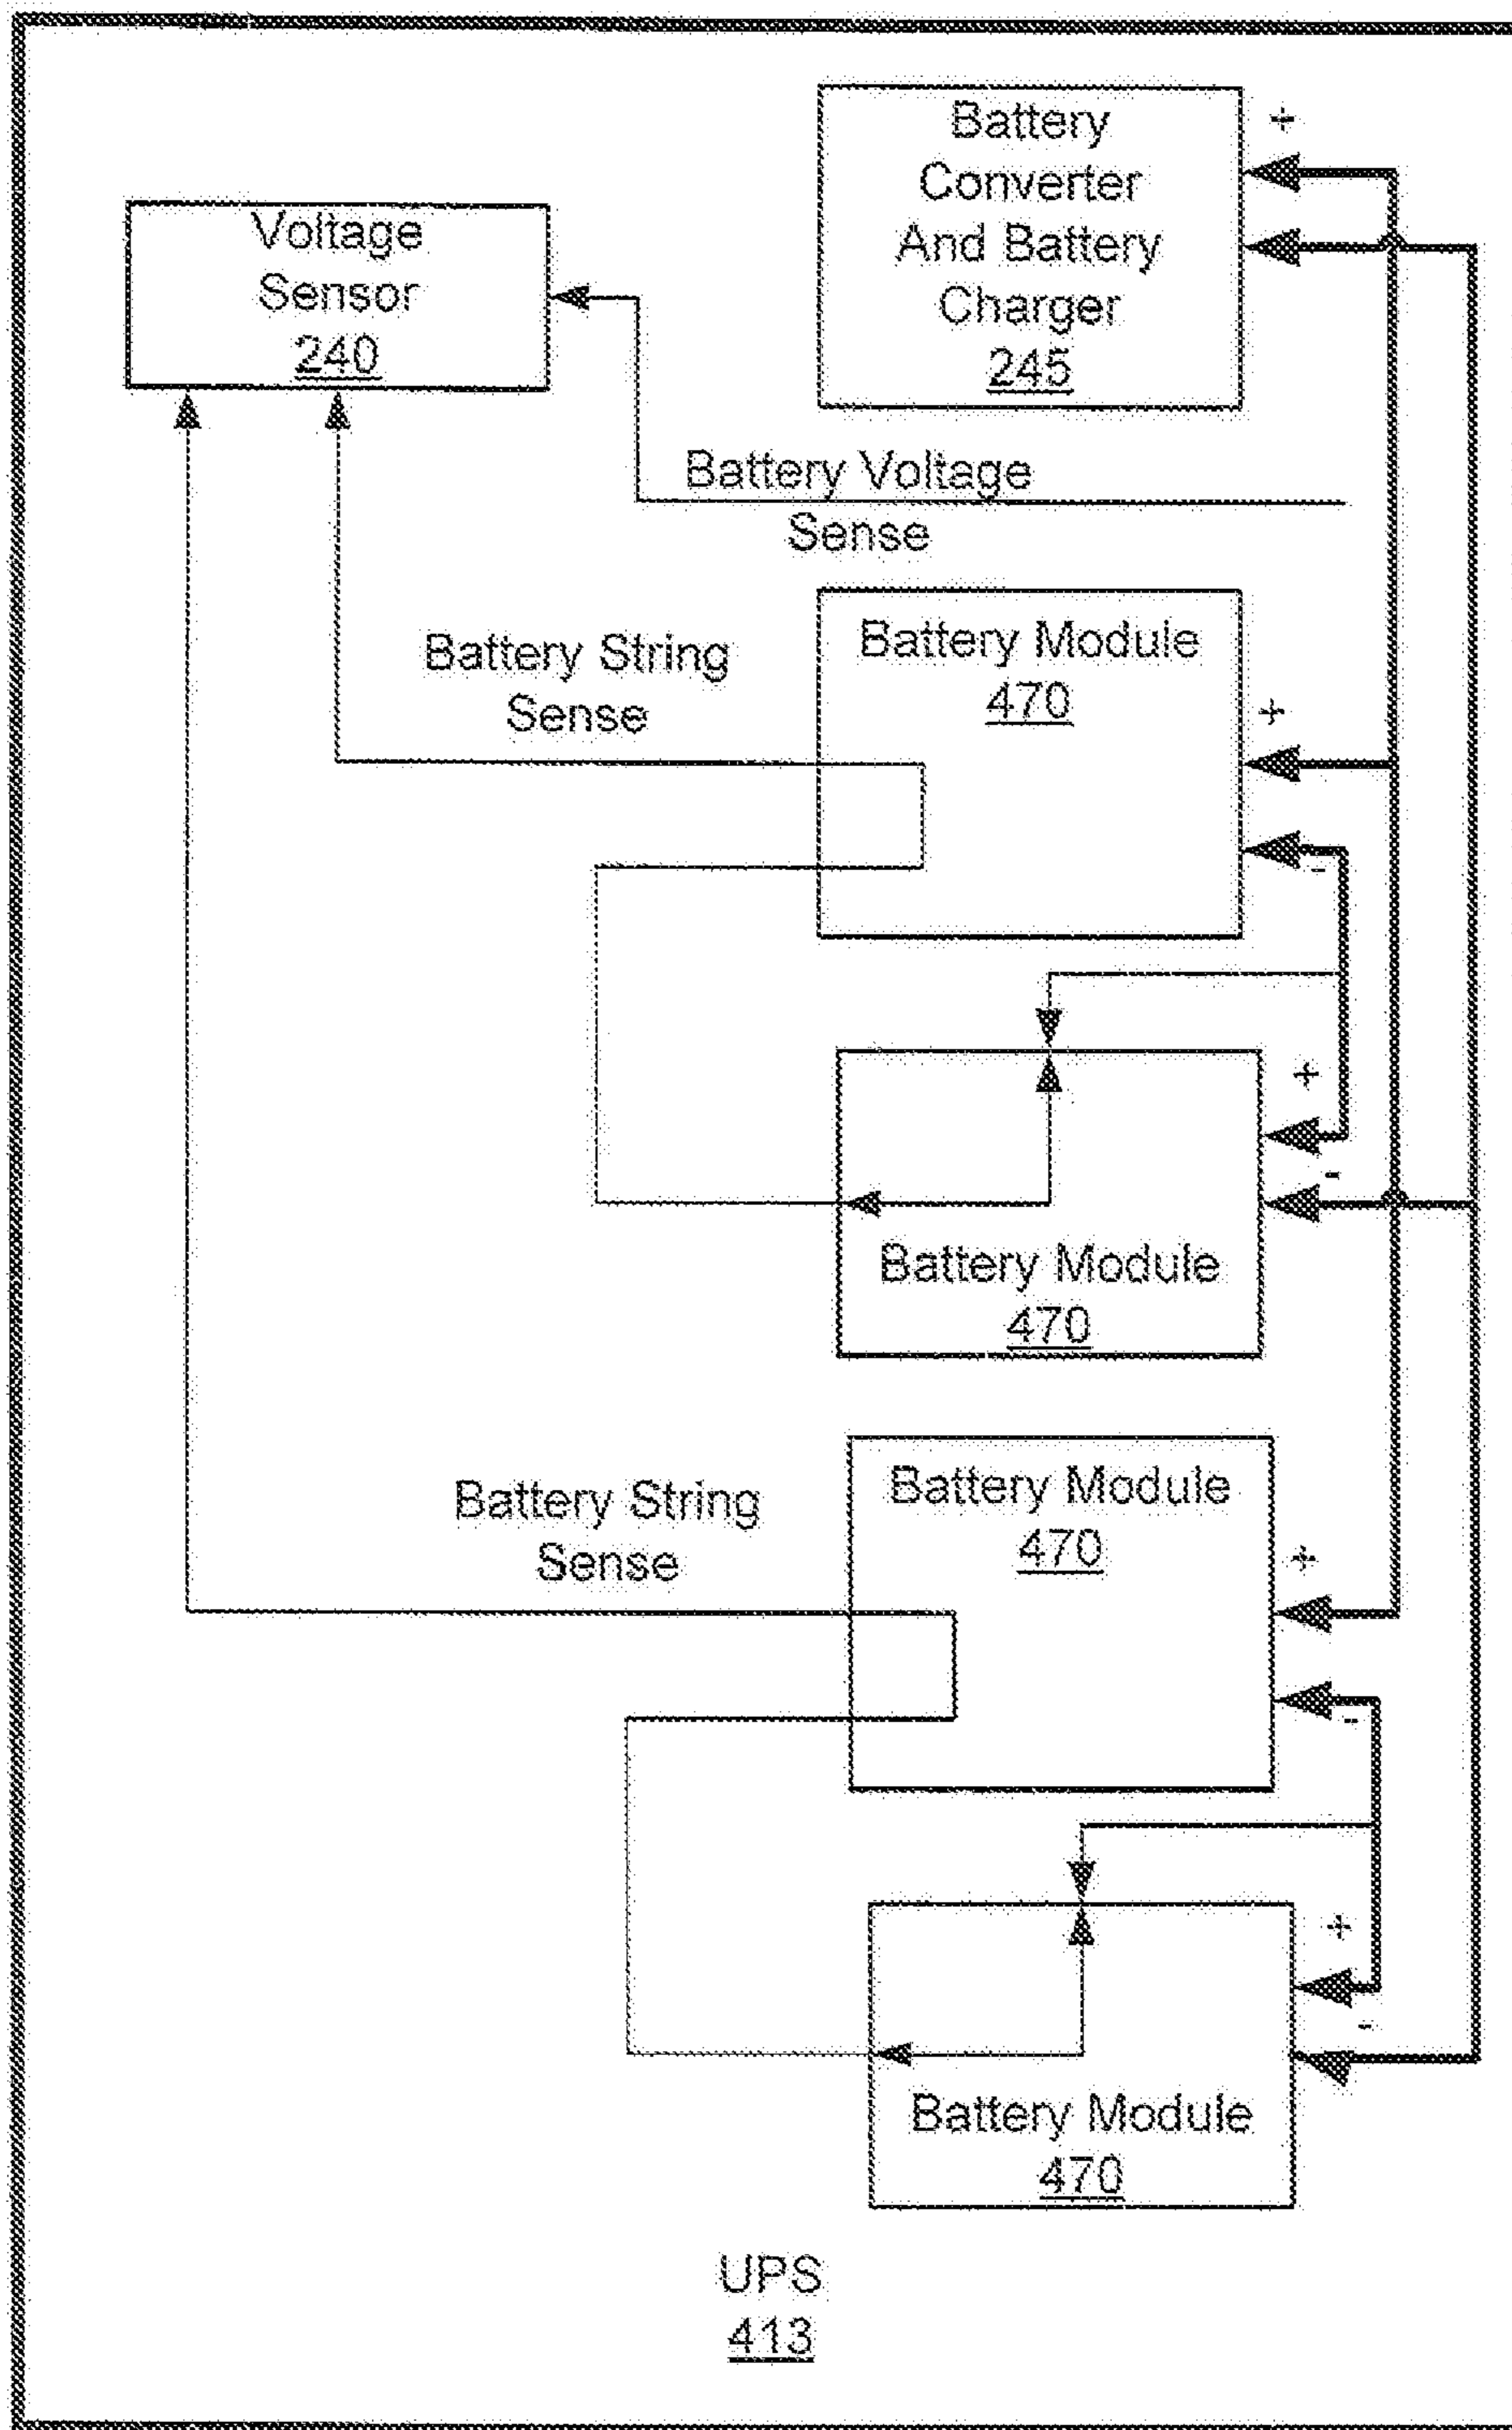 Battery
Converter
And Battery
Charger
245
+
Voltage
Sensor
240
Battery Voltage
Sense
Battery Module
470
+
-
Battery String
Sense
+
-
Battery Module
470
Battery Module
470
+
-
Battery String
Sense
+
-
Battery Module
470
UPS
413